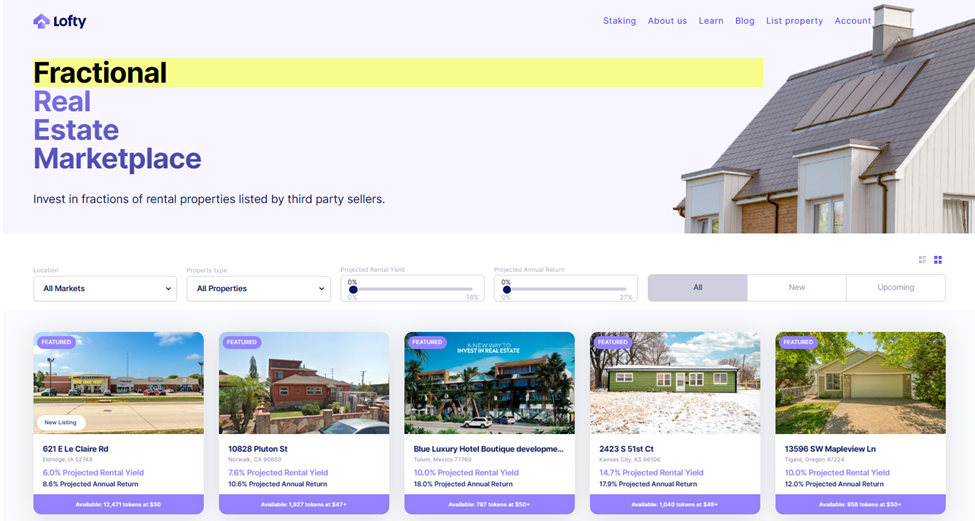 Lofty
Staking About us Learn Blog List property Account
Fractional
Real
Estate
Marketplace
Invest in fractions of rental properties listed by third party sellers.
Location
All Markets
Property type
All Properties
Projected Rental Yield
0%
0% 18%
Projected Annual Return
0%
0% 27%
All New Upcoming
FEATURED
New Listing
621 E Le Claire Rd
Eldridge, IA 52748
6.0% Projected Rental Yield
8.6% Projected Annual Return
Available: 12,471 tokens at $50
FEATURED
10828 Pluton St
Norwalk, CA 90650
7.6% Projected Rental Yield
10.6% Projected Annual Return
Available: 1,927 tokens at $47+
FEATURED
A NEW WAY TO
INVEST IN REAL ESTATE
Blue Luxury Hotel Boutique developme...
Tulum, Mexico 77760
10.0% Projected Rental Yield
18.0% Projected Annual Return
Available: 787 tokens at $50+
FEATURED
2423 S 51st Ct
Kansas City, KS 66106
14.7% Projected Rental Yield
17.9% Projected Annual Return
Available: 1,040 tokens at $49+
FEATURED
13596 SW Mapleview Ln
Tigard, Oregon 97224
10.0% Projected Rental Yield
12.0% Projected Annual Return
Available: 958 tokens at $50+